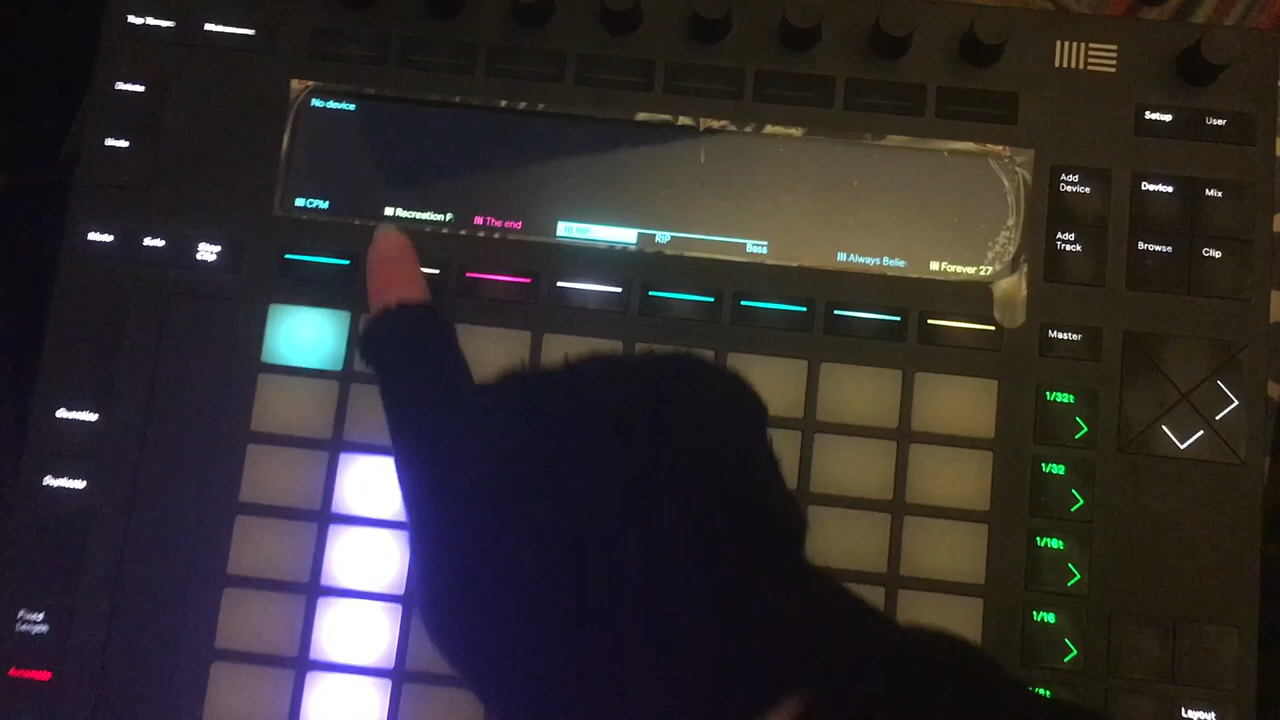 Tap Tempo
Metronome
Delete
Undo
Mute
Solo
Stop
Clip
Quantize
Duplicate
Fixed
Length
Automate
No device
CPM
Recreation P
The end
RIP
RIP
Bass
Always Belie
Forever 27
Setup
User
Add
Device
Add
Track
Device
Mix
Browse
Clip
Master
1/32t
1/32
1/16t
1/16
1/8t
Layout